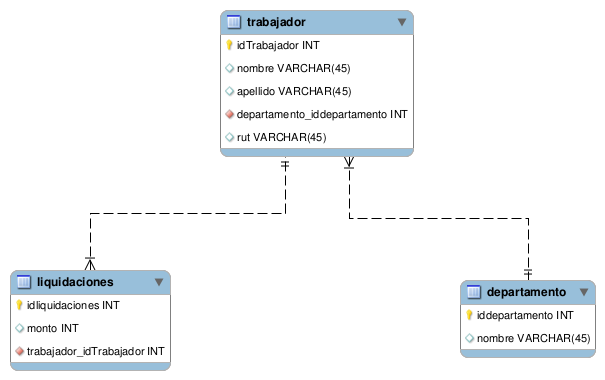 trabajador
idTrabajador INT
nombre VARCHAR(45)
apellido VARCHAR(45)
departamento_iddepartamento INT
rut VARCHAR(45)
liquidaciones
idliquidaciones INT
monto INT
trabajador_idTrabajador INT
departamento
iddepartamento INT
nombre VARCHAR(45)